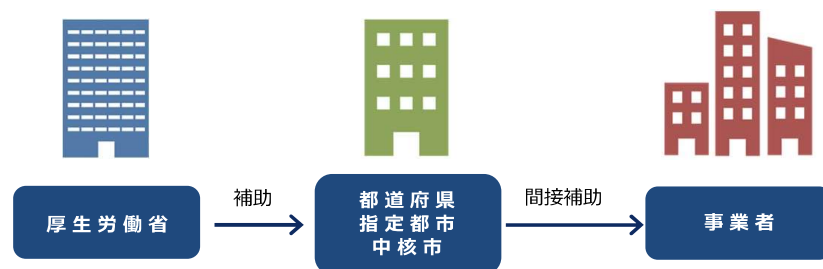 厚生労働省
補助
都道府県
指定都市
中核市
間接補助
事業者